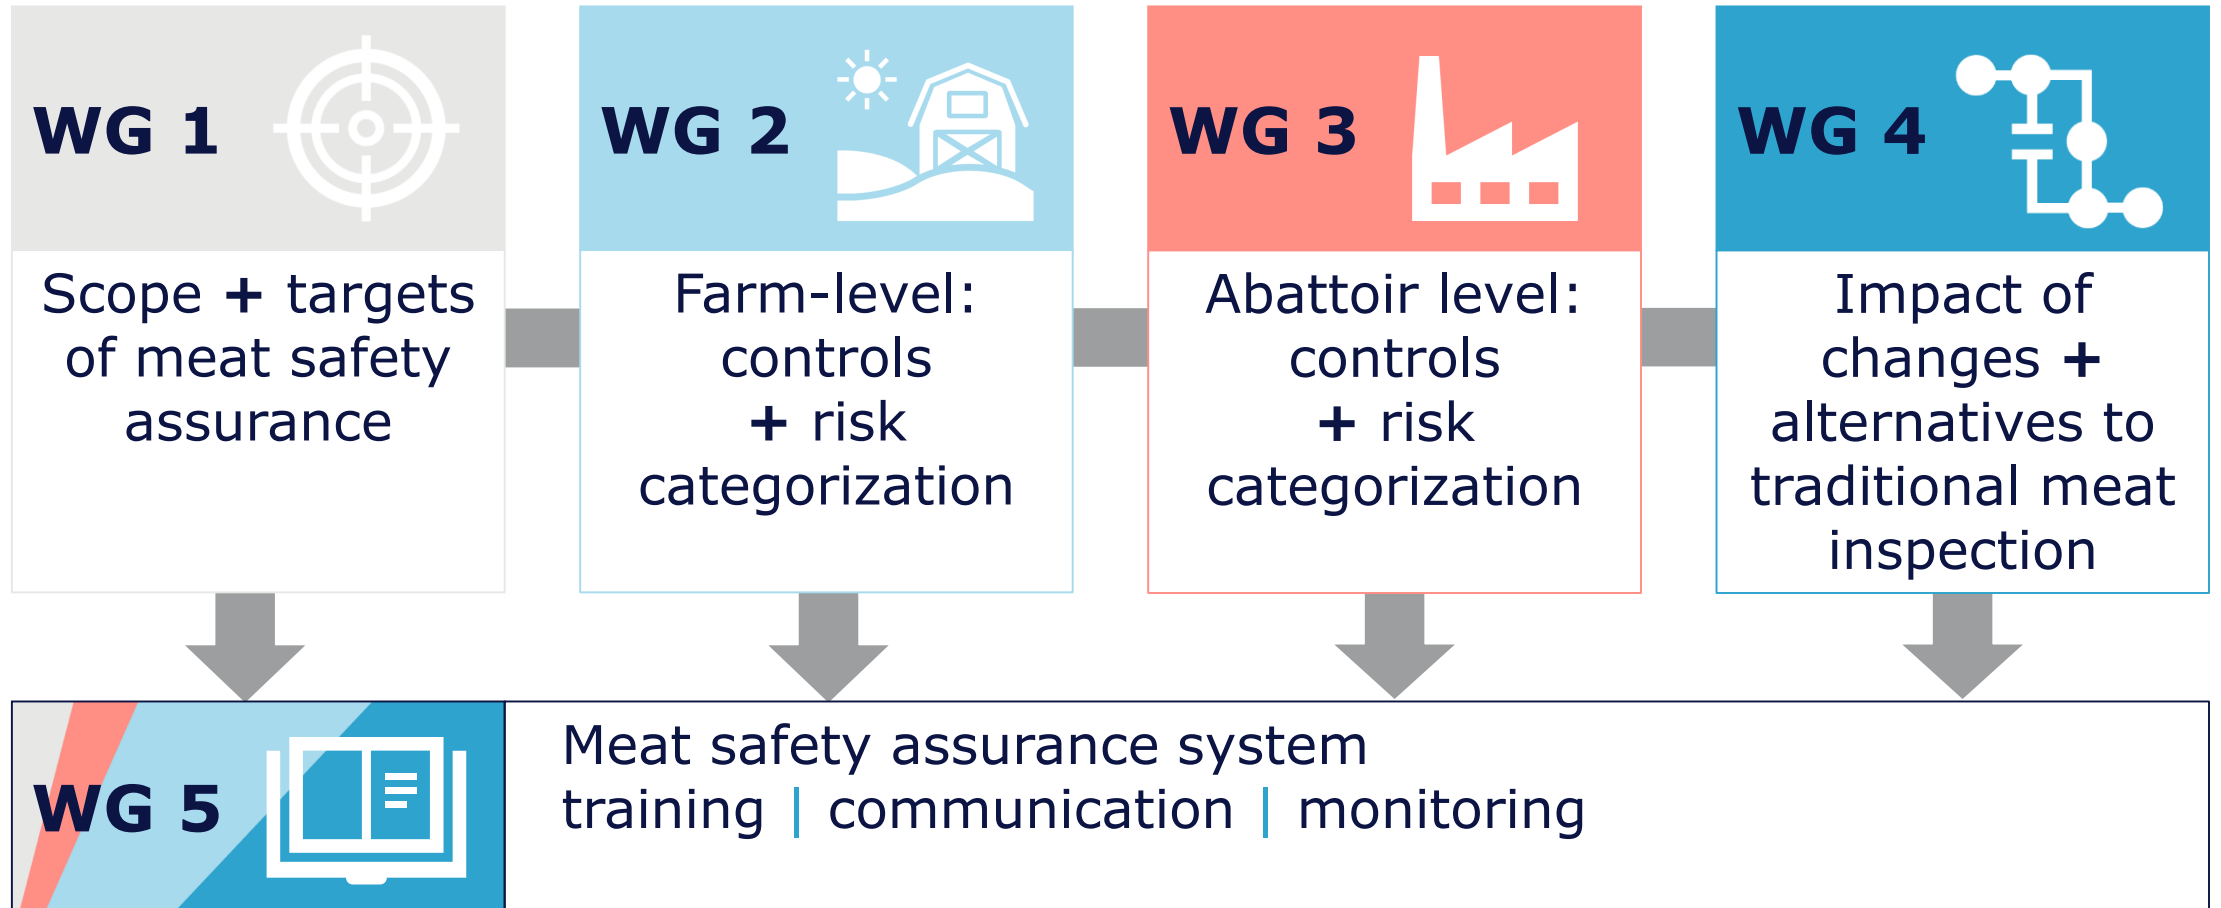 WG 1
Scope + targets
of meat safety
assurance
WG 2
Farm-level:
controls
+ risk
categorization
WG 3
Abattoir level:
controls
+ risk
categorization
WG 4
Impact of
changes +
alternatives to
traditional meat
inspection
WG 5
Meat safety assurance system
training | communication | monitoring